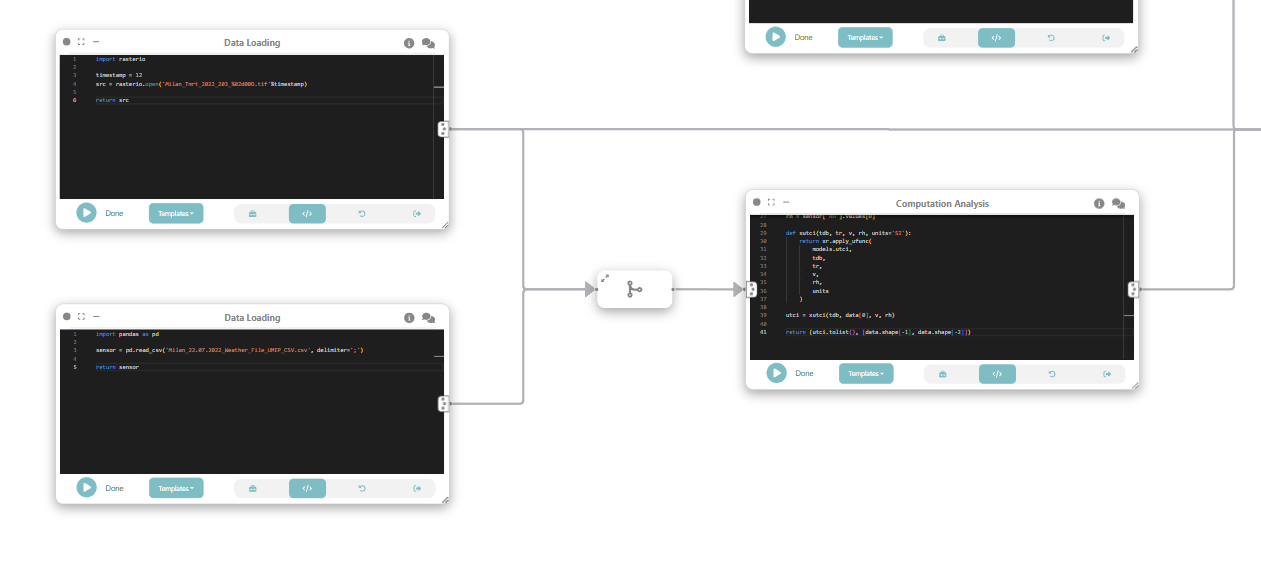 Done
Templates
</>
Data Loading
1 import rasterio
2
3 timestamp = 12
4 src = rasterio.open('Milan_Tmrt_2022_203_%02d00D.tif'%timestamp)
5
6 return src
Done
Templates
</>
Data Loading
1 import pandas as pd
2
3 sensor = pd.read_csv('Milan_22.07.2022_Weather_File_UMEP_CSV.csv', delimiter=';')
4
5 return sensor
Done
Templates
</>
Computation Analysis
27 rh = sensor['RH'].values[0]
28
29 def xutci(tdb, tr, v, rh, units='SI'):
30 return xr.apply_ufunc(
31 models.utci,
32 tdb,
33 tr,
34 v,
35 rh,
36 units
37 )
38
39 utci = xutci(tdb, data[0], v, rh)
40
41 return (utci.tolist(), [data.shape[-1], data.shape[-2]])
Done
Templates
</>